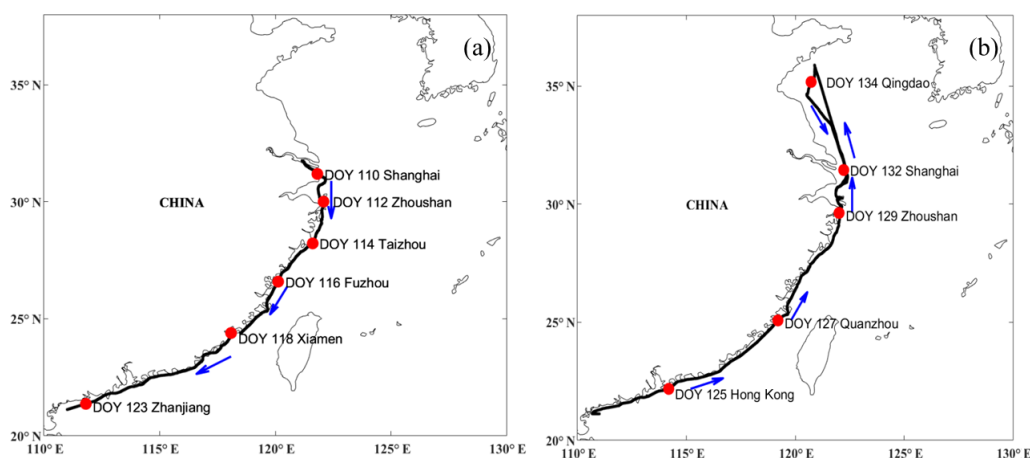 (a)
35° N
DOY 110 Shanghai
CHINA
30° N
DOY 112 Zhoushan
DOY 114 Taizhou
DOY 116 Fuzhou
25° N
DOY 118 Xiamen
DOY 123 Zhanjiang
20° N
110° E 115° E 120° E 125° E 130° E
(b)
35° N
DOY 134 Qingdao
DOY 132 Shanghai
CHINA
30° N
DOY 129 Zhoushan
25° N
DOY 127 Quanzhou
DOY 125 Hong Kong
20° N
110° E 115° E 120° E 125° E 130° E